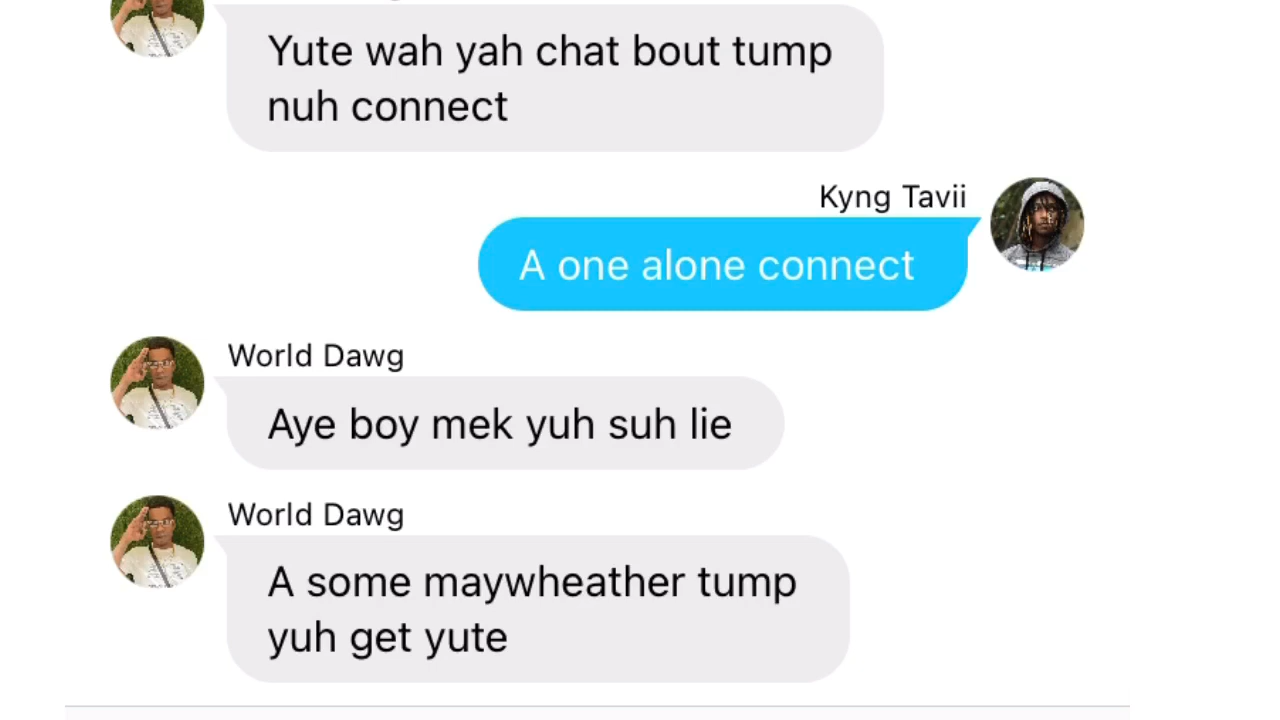 Yute wah yah chat bout tump
nuh connect
Kyng Tavii
A one alone connect
World Dawg
Aye boy mek yuh suh lie
World Dawg
A some maywheather tump
yuh get yute